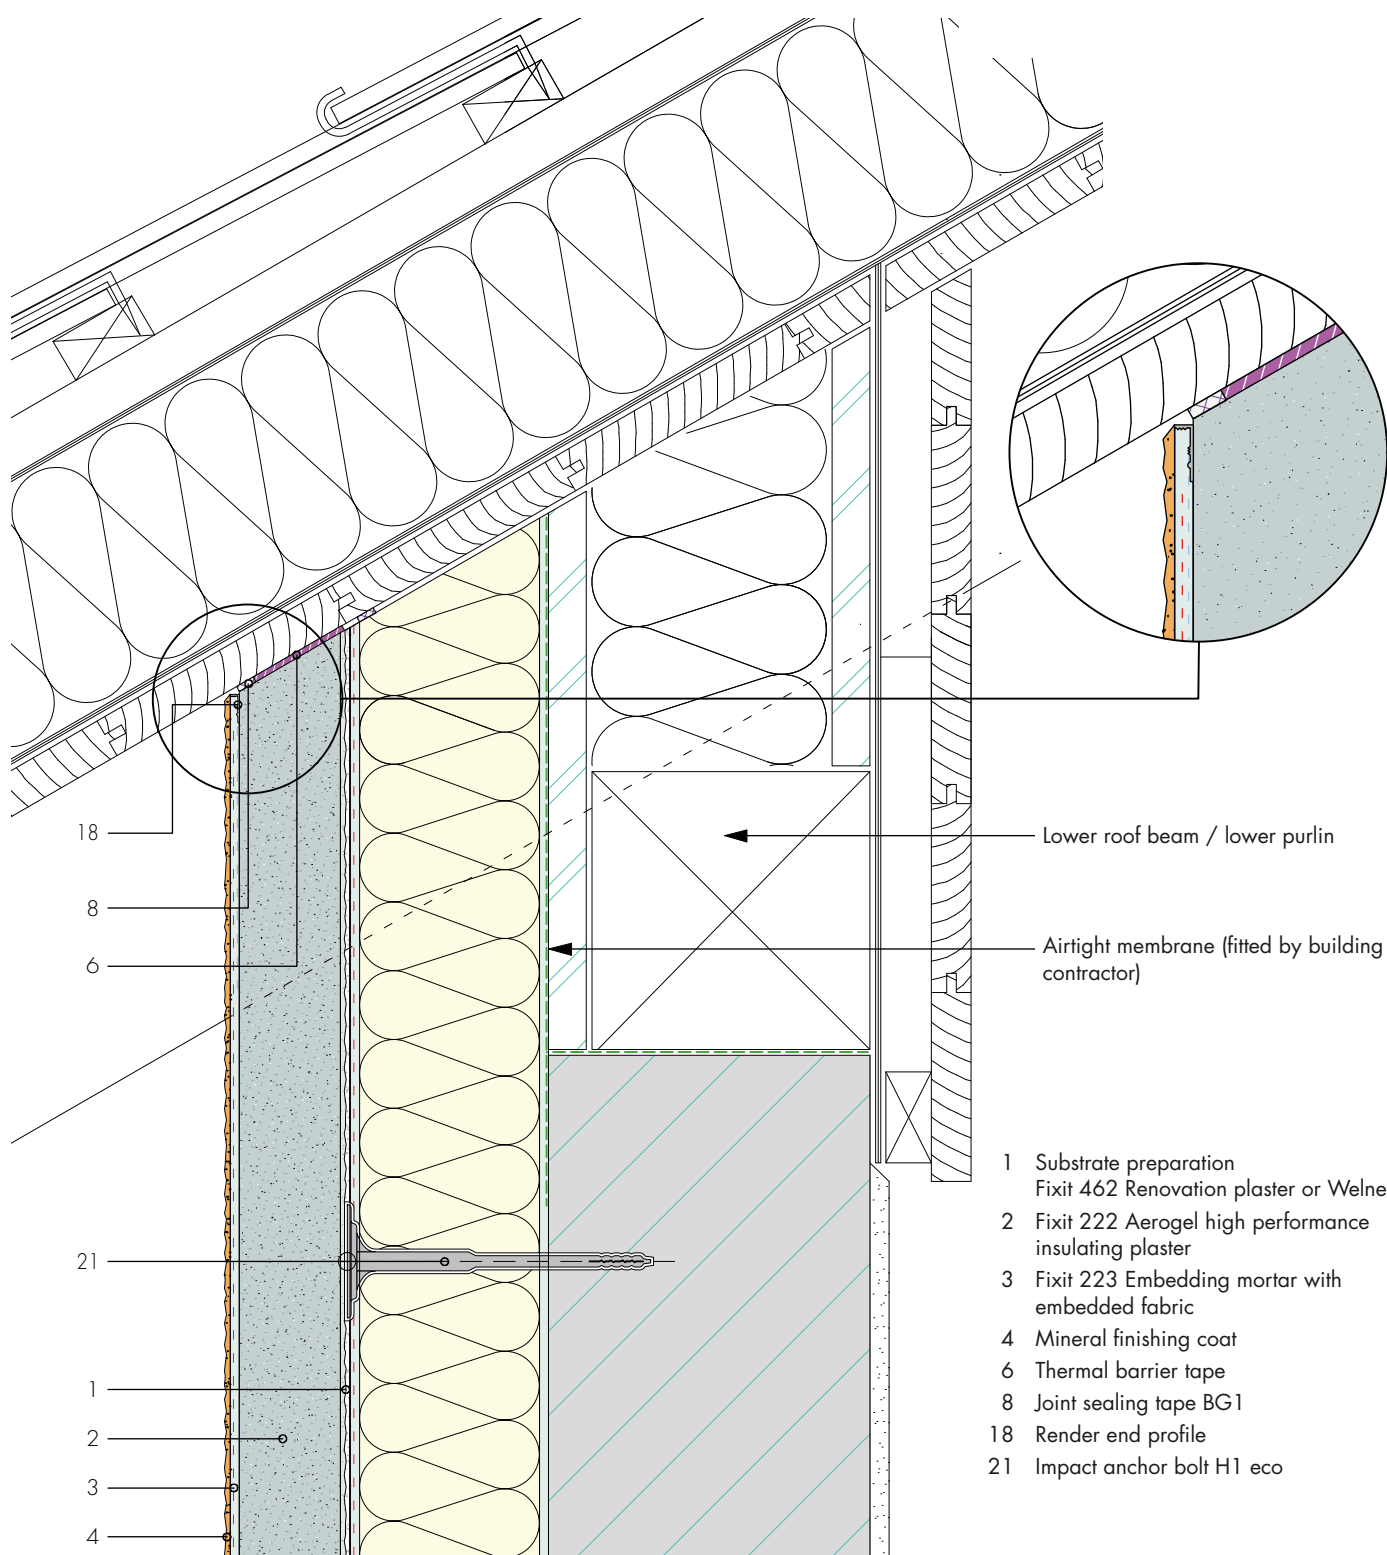 18
8
6
21
1
2
3
4
Lower roof beam / lower purlin
Airtight membrane (fitted by building
contractor)
1 Substrate preparation
Fixit 462 Renovation plaster or Welne
2 Fixit 222 Aerogel high performance
insulating plaster
3 Fixit 223 Embedding mortar with
embedded fabric
4 Mineral finishing coat
6 Thermal barrier tape
8 Joint sealing tape BG1
18 Render end profile
21 Impact anchor bolt H1 eco